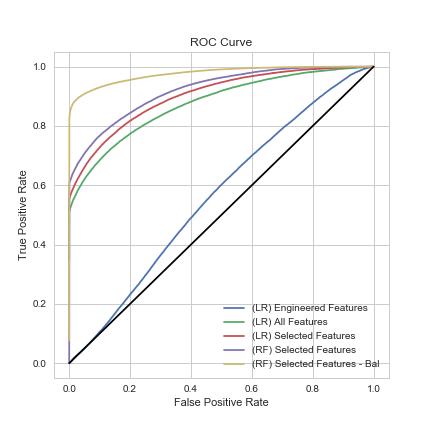 ROC Curve
1.0
0.8
0.6
0.4
0.2
0.0
True Positive Rate
(LR) Engineered Features
(LR) All Features
(LR) Selected Features
(RF) Selected Features
(RF) Selected Features - Bal
0.0 0.2 0.4 0.6 0.8 1.0
False Positive Rate